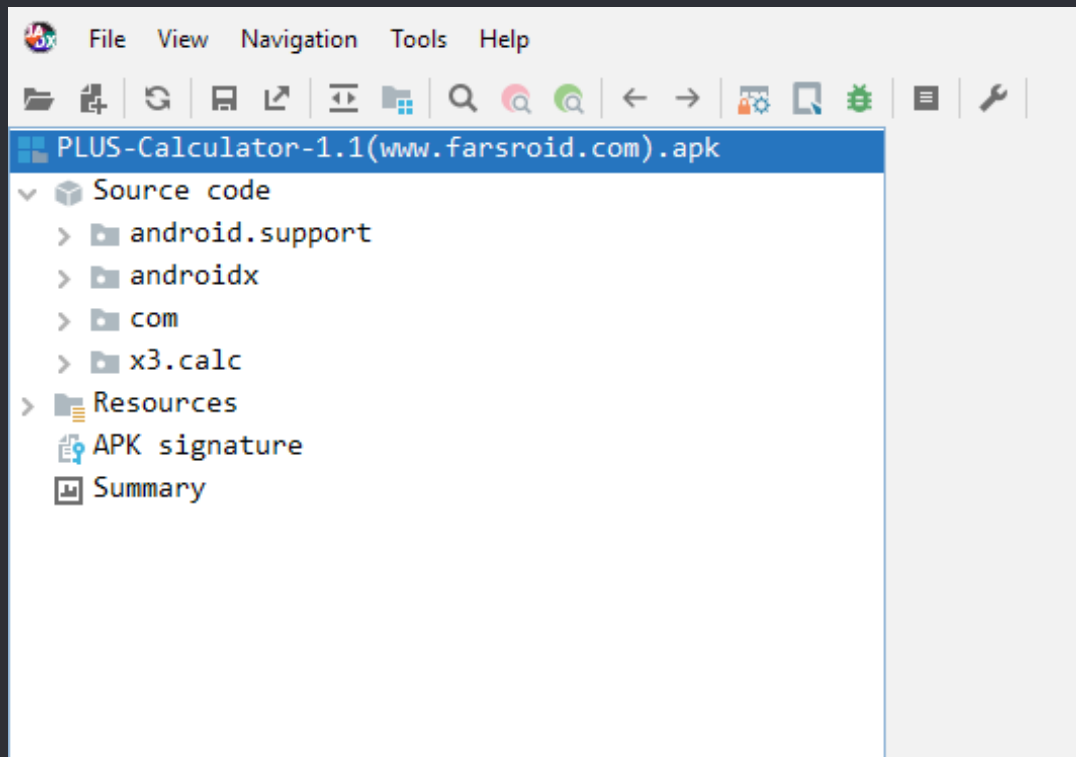 File View Navigation Tools Help
PLUS-Calculator-1.1(www.farsroid.com).apk
Source code
android.support
androidx
com
x3.calc
Resources
APK signature
Summary